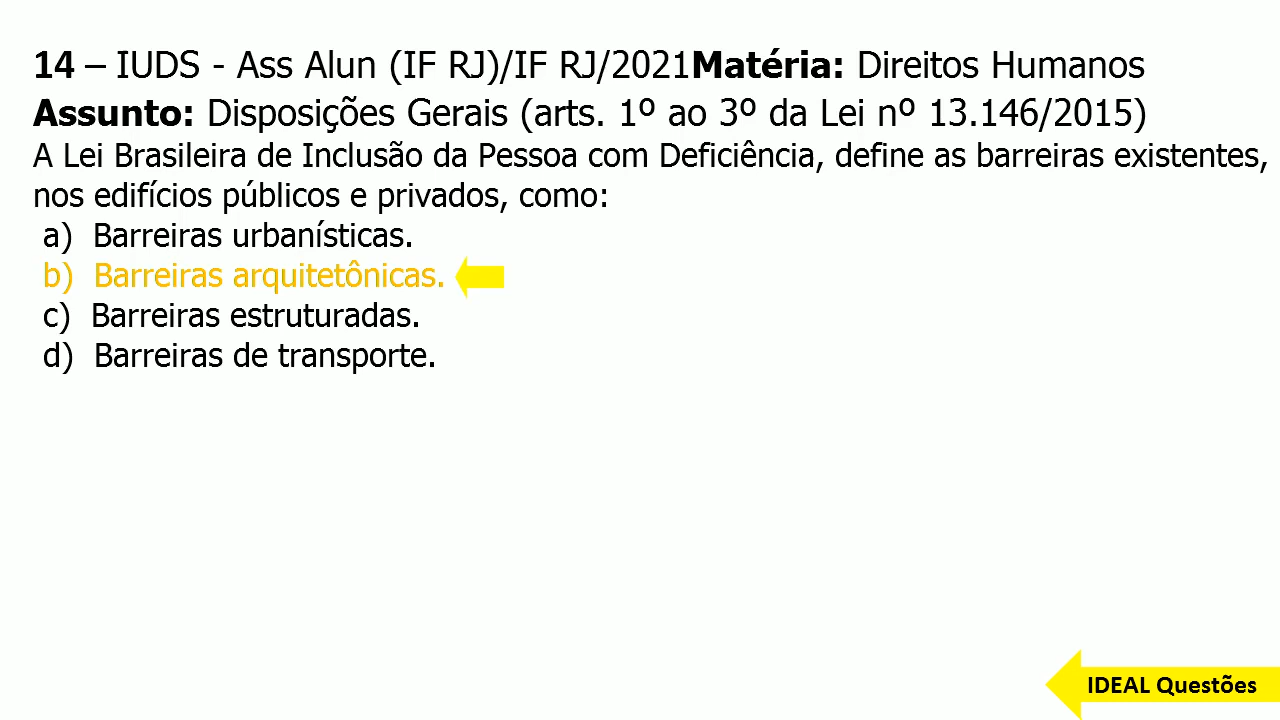 14 – IUDS - Ass Alun (IF RJ)/IF RJ/2021Matéria: Direitos Humanos
Assunto: Disposições Gerais (arts. 1º ao 3º da Lei nº 13.146/2015)
A Lei Brasileira de Inclusão da Pessoa com Deficiência, define as barreiras existentes,
nos edifícios públicos e privados, como:
a) Barreiras urbanísticas.
b) Barreiras arquitetônicas.
c) Barreiras estruturadas.
d) Barreiras de transporte.
IDEAL Questões